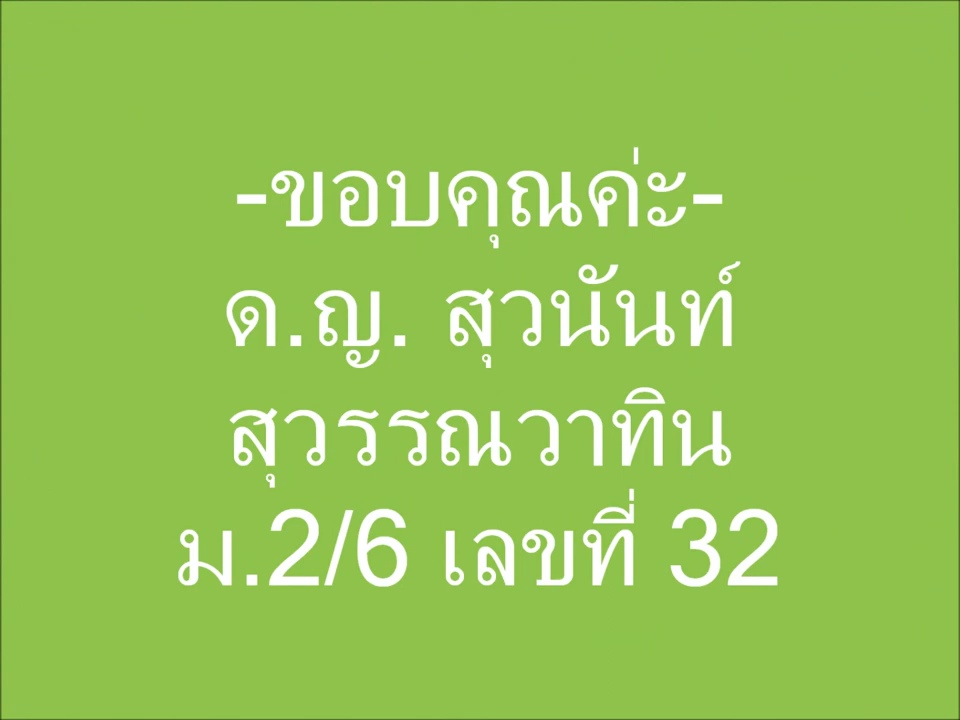 -ขอบคุณค่ะ-
ด.ญ. สุวนันท์
สุวรรณวาทิน
ม.2/6 เลขที่ 32